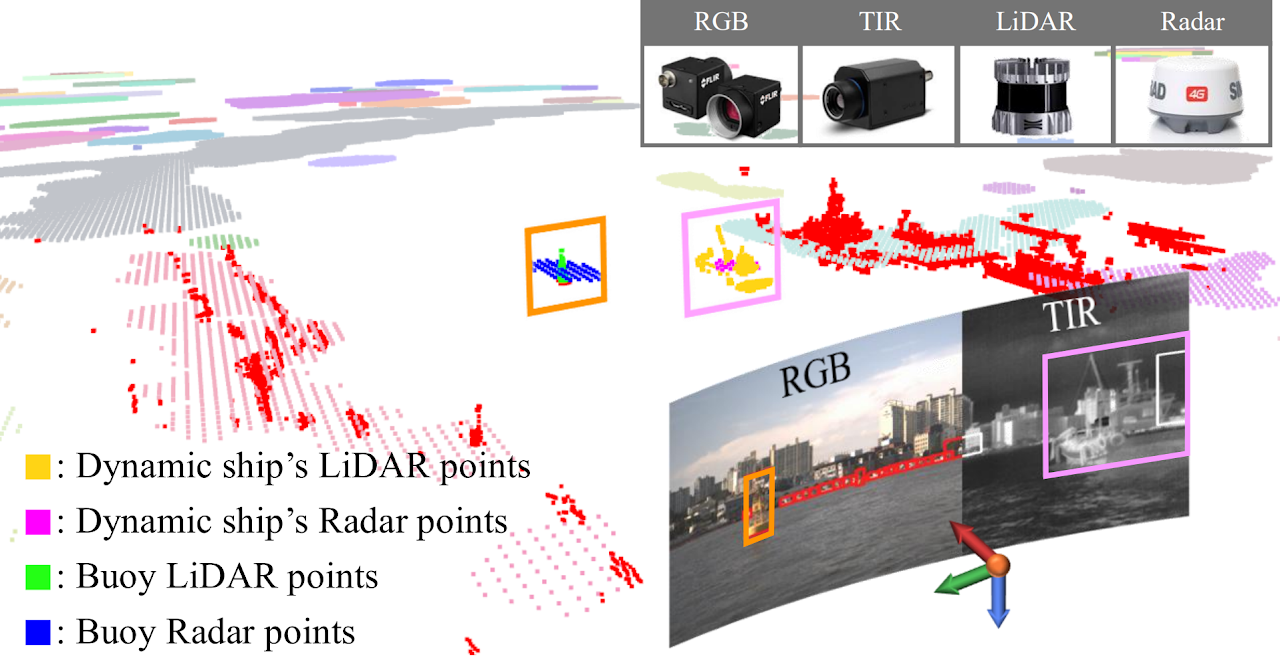 RGB TIR LiDAR Radar
FLIR
FLIR
4G
RGB
TIR
: Dynamic ship's LiDAR points
: Dynamic ship's Radar points
: Buoy LiDAR points
: Buoy Radar points